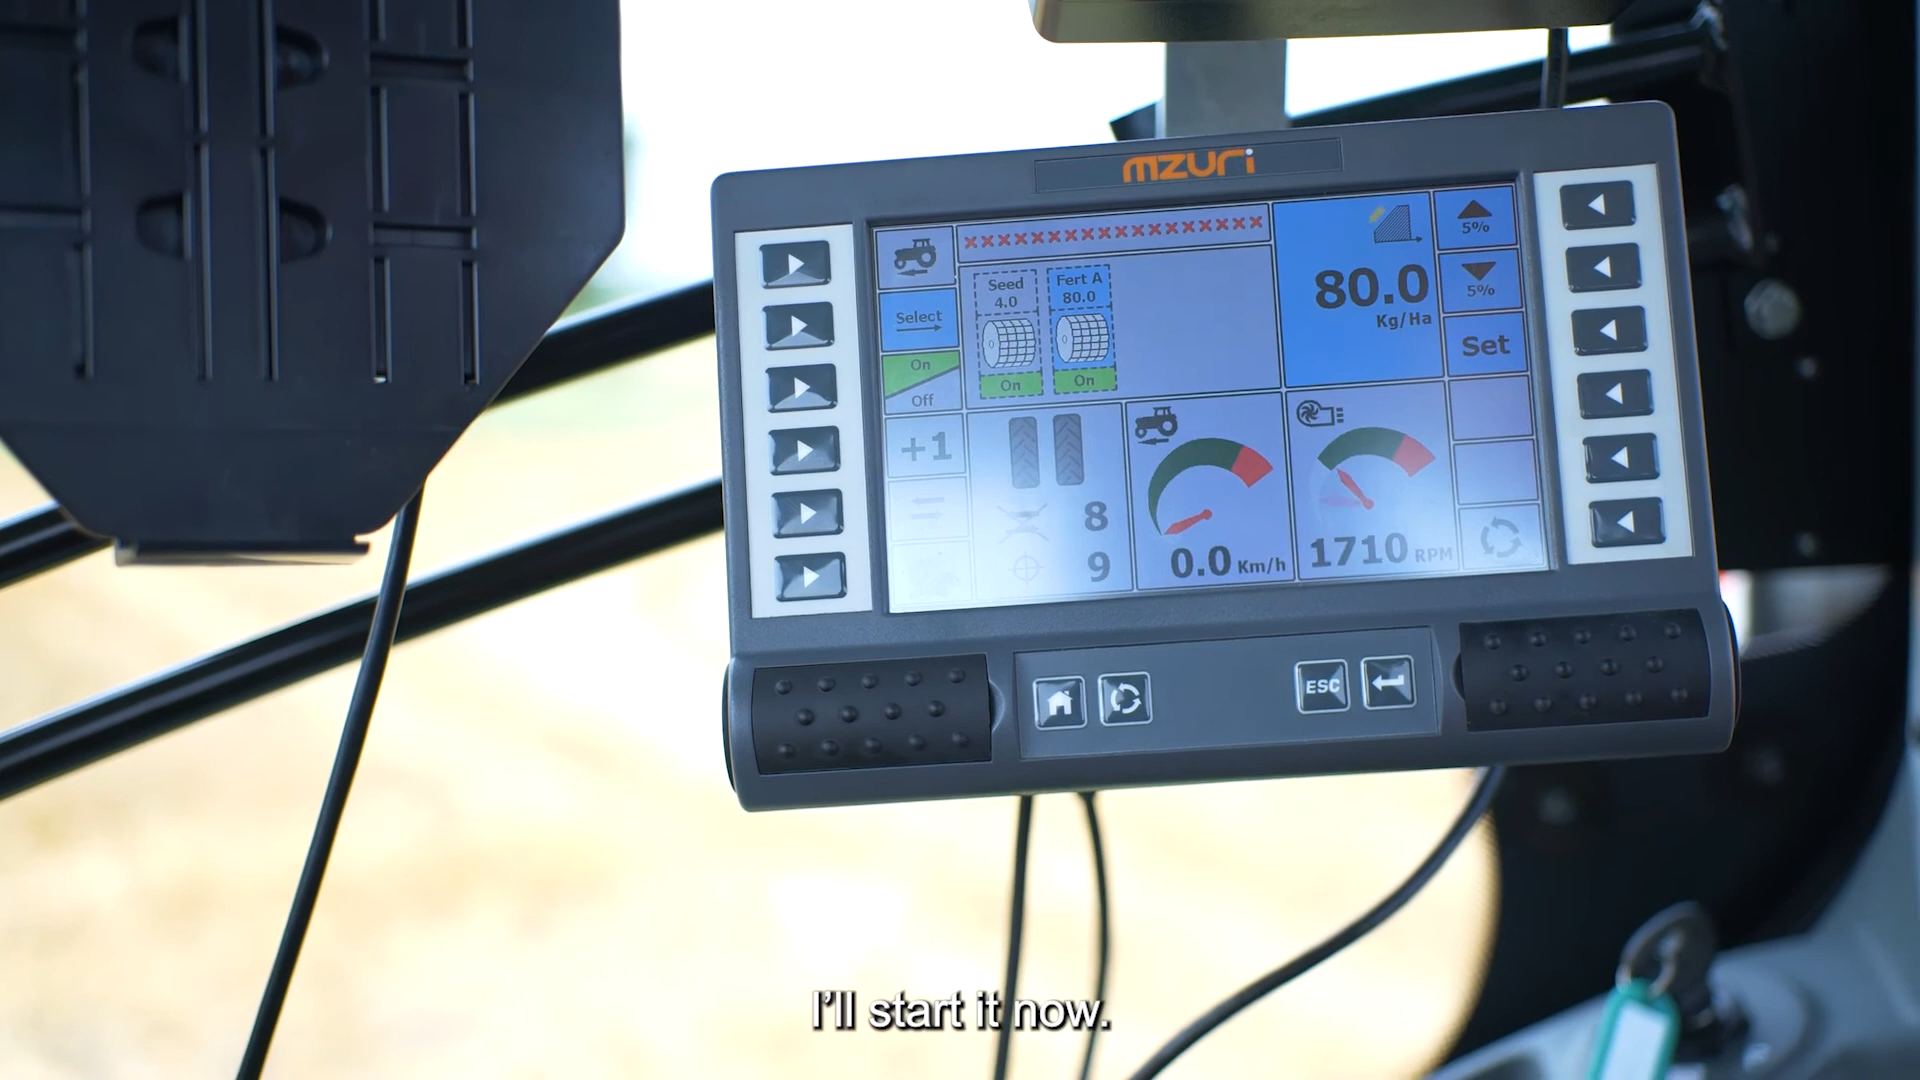 mzuri
Seed
4.0
On
Fert A
80.0
On
Select
On
Off
+1
8
9
80.0
Kg/Ha
5%
5%
Set
0.0 Km/h
1710 RPM
ESC
I'll start it now.